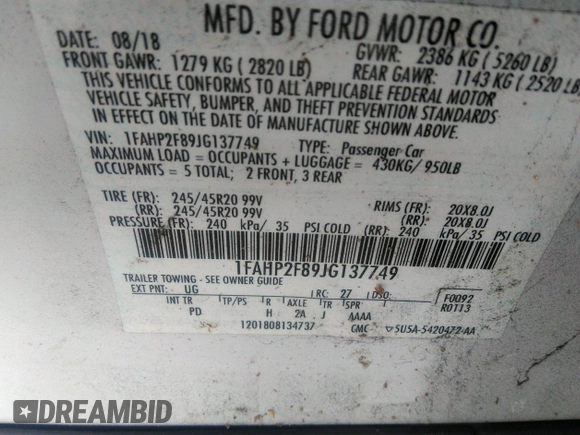 MFD. BY FORD MOTOR CO.
DATE: 08/18 GVWR: 2386 KG ( 5260 LB)
FRONT GAWR: 1279 KG ( 2820 LB) REAR GAWR: 1143 KG ( 2520 LB)
THIS VEHICLE CONFORMS TO ALL APPLICABLE FEDERAL MOTOR
VEHICLE SAFETY, BUMPER, AND THEFT PREVENTION STANDARDS
IN EFFECT ON THE DATE OF MANUFACTURE SHOWN ABOVE.
VIN: 1FAHP2F89JG137749 TYPE: Passenger Car
MAXIMUM LOAD = OCCUPANTS + LUGGAGE = 430KG/ 950LB
OCCUPANTS = 5 TOTAL; 2 FRONT, 3 REAR
TIRE (FR): 245/45R20 99V RIMS (FR): 20X8.0J
(RR): 245/45R20 99V (RR): 20X8.0J
PRESSURE (FR): 240 kPa/ 35 PSI COLD (RR): 240 kPa/ 35 PSI COLD
1FAHP2F89JG137749
TRAILER TOWING - SEE OWNER GUIDE
EXT PNT: UG RC: 27 DSO: F0092
INT TR TP/PS R AXLE TR SPR R0113
PD H 2A J AAAA
1201808134737 GMC 5U5A-5420472-AA
DREAMBID